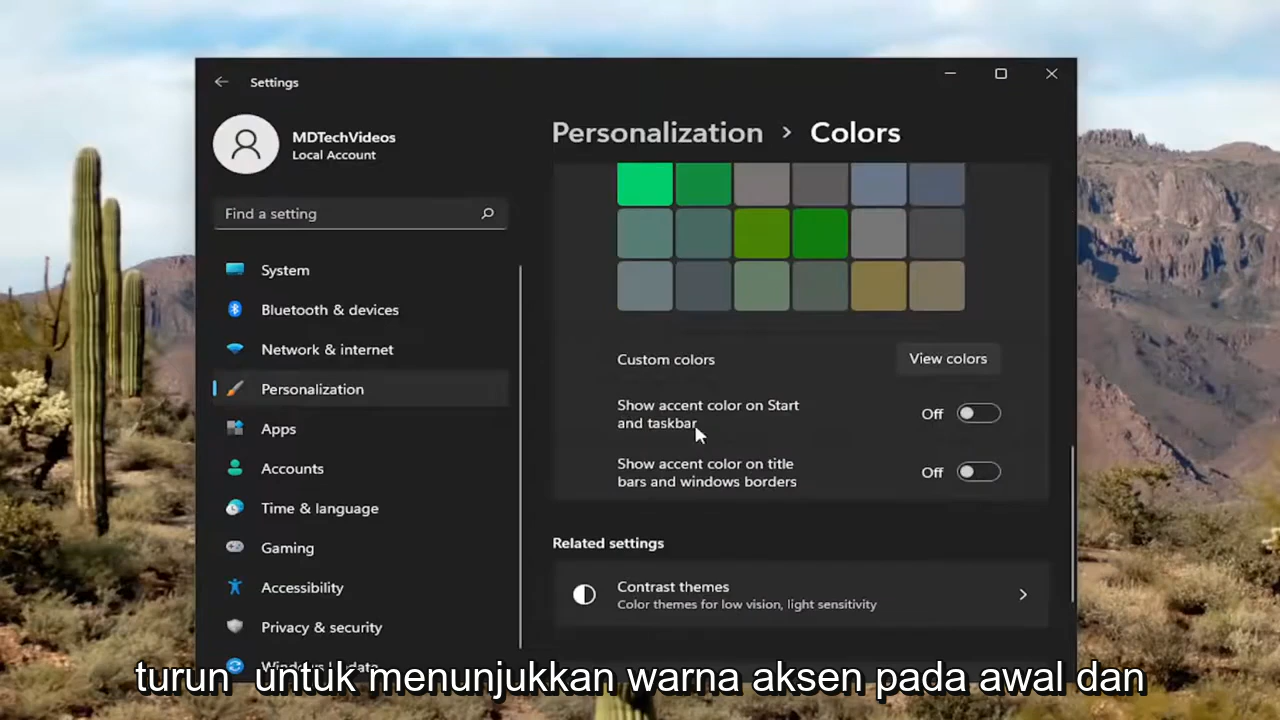 Settings
MDTechVideos
Local Account
Find a setting
System
Bluetooth & devices
Network & internet
Personalization
Apps
Accounts
Time & language
Gaming
Accessibility
Privacy & security
Windows Update
Personalization > Colors
Custom colors
View colors
Show accent color on Start
and taskbar
Off
Show accent color on title
bars and windows borders
Off
Related settings
Contrast themes
Color themes for low vision, light sensitivity
turun untuk menunjukkan warna aksen pada awal dan